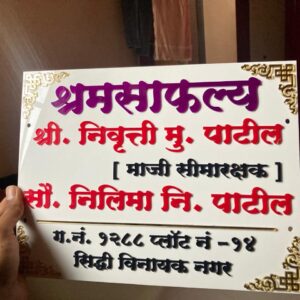 श्रमसाफल्य
श्री. निवृत्ती मु. पाटील
[ माजी सीमारक्षक ]
सौ. निलिमा नि. पाटील
ग.नं. १२८८ प्लॉट नं -१४
सिद्धी विनायक नगर